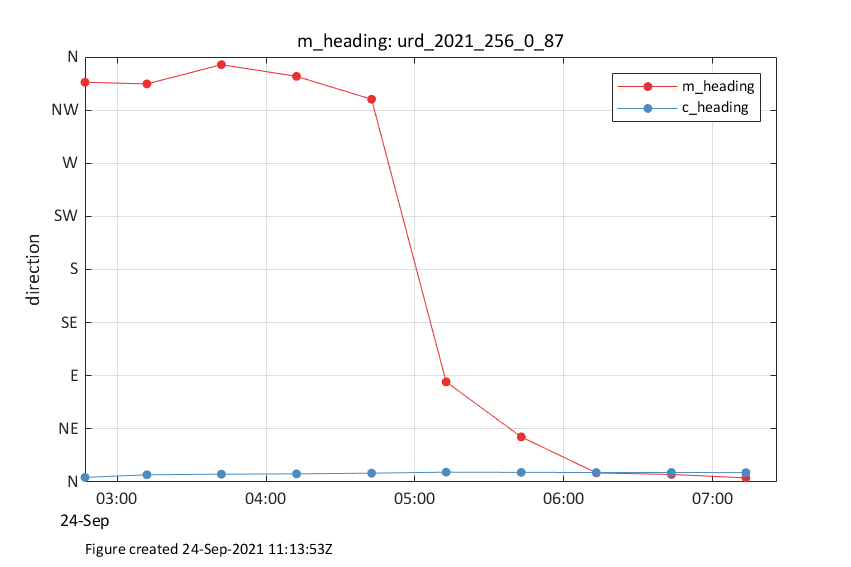 m_heading: urd_2021_256_0_87
N
NW
W
SW
S
SE
E
NE
N
direction
m_heading
c_heading
03:00
04:00
05:00
06:00
07:00
24-Sep
Figure created 24-Sep-2021 11:13:53Z